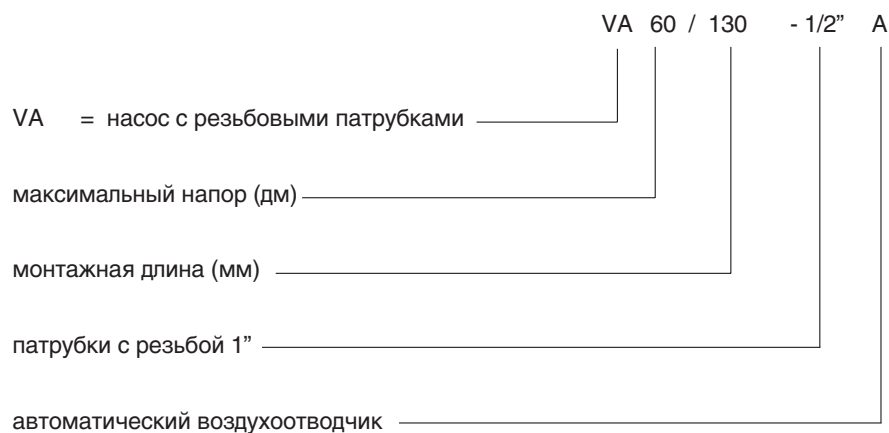 VA 60 / 130 - 1/2” A
VA = насос с резьбовыми патрубками
максимальный напор (дм)
монтажная длина (мм)
патрубки с резьбой 1”
автоматический воздухоотводчик